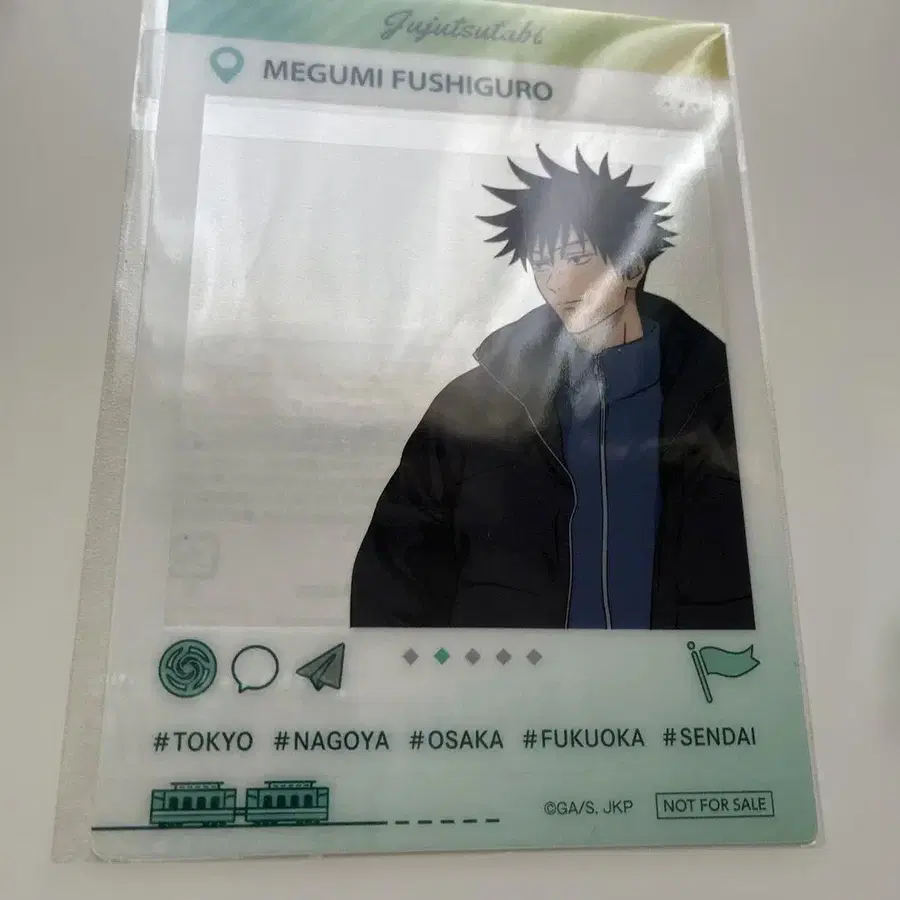 Jujutsutabi
MEGUMI FUSHIGURO
#TOKYO #NAGOYA #OSAKA #FUKUOKA #SENDAI
©GA/S, JKP
NOT FOR SALE